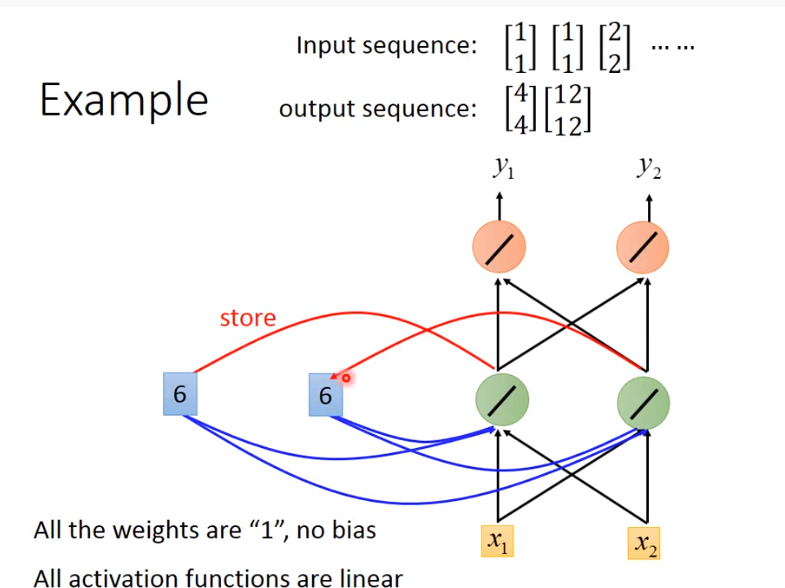 Input sequence: [1 1] [1 1] [2 2] ... ...
Example
output sequence: [4 4] [12 12]
y₁ y₂
store
6 6
All the weights are “1”, no bias
x₁ x₂
All activation functions are linear